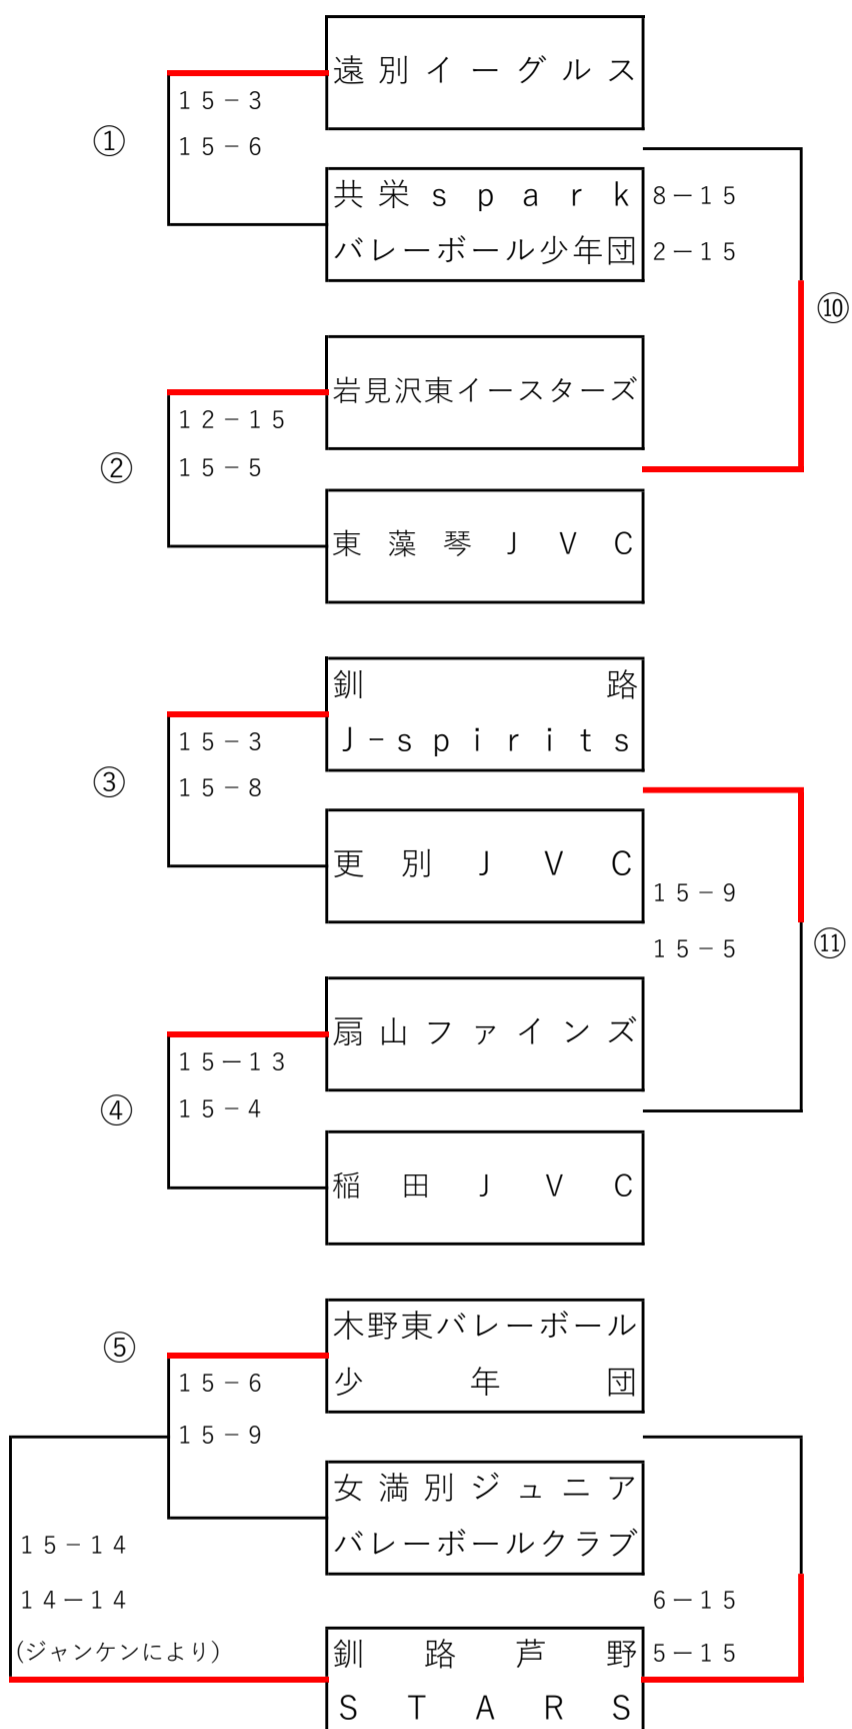 遠別イーグルス
15－3
①
15－6
共栄spark
8－15
バレーボール少年団
2－15
⑩
岩見沢東イースターズ
12－15
②
15－5
東藻琴JVC
釧路
J-spirits
15－3
③
15－8
更別JVC
15－9
15－5
⑪
扇山ファインズ
15－13
④
15－4
稲田JVC
木野東バレーボール
少年団
⑤
15－6
15－9
女満別ジュニア
バレーボールクラブ
15－14
14－14
(ジャンケンにより)
6－15
5－15
釧路芦野
STARS